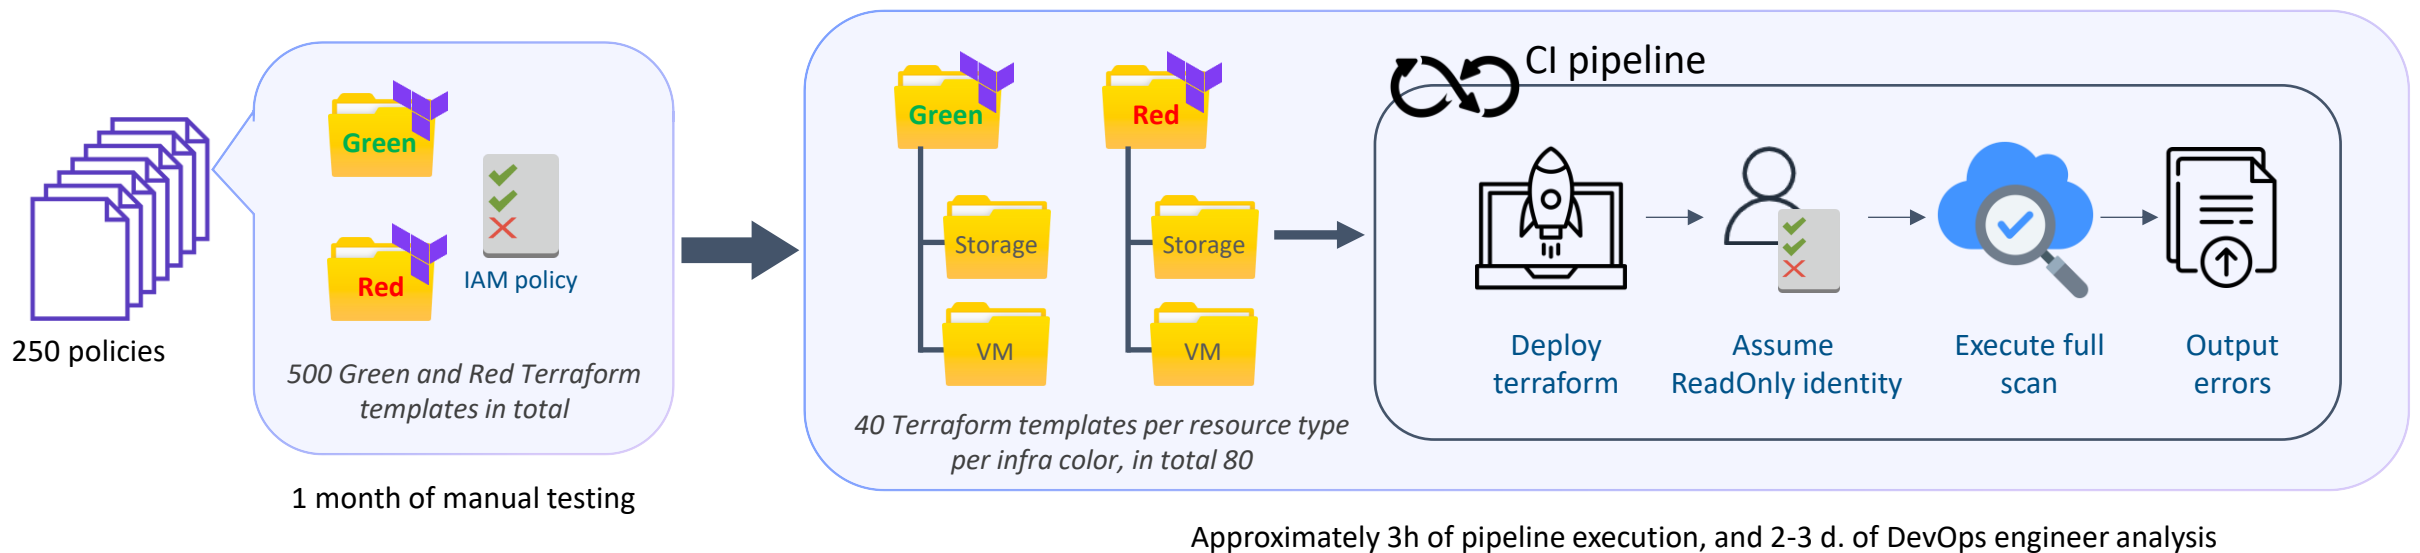 250 policies
Green
Red
IAM policy
500 Green and Red Terraform
templates in total
1 month of manual testing
Green
Red
Storage
Storage
VM
VM
40 Terraform templates per resource type
per infra color, in total 80
CI pipeline
Deploy
terraform
Assume
ReadOnly identity
Execute full
scan
Output
errors
Approximately 3h of pipeline execution, and 2-3 d. of DevOps engineer analysis